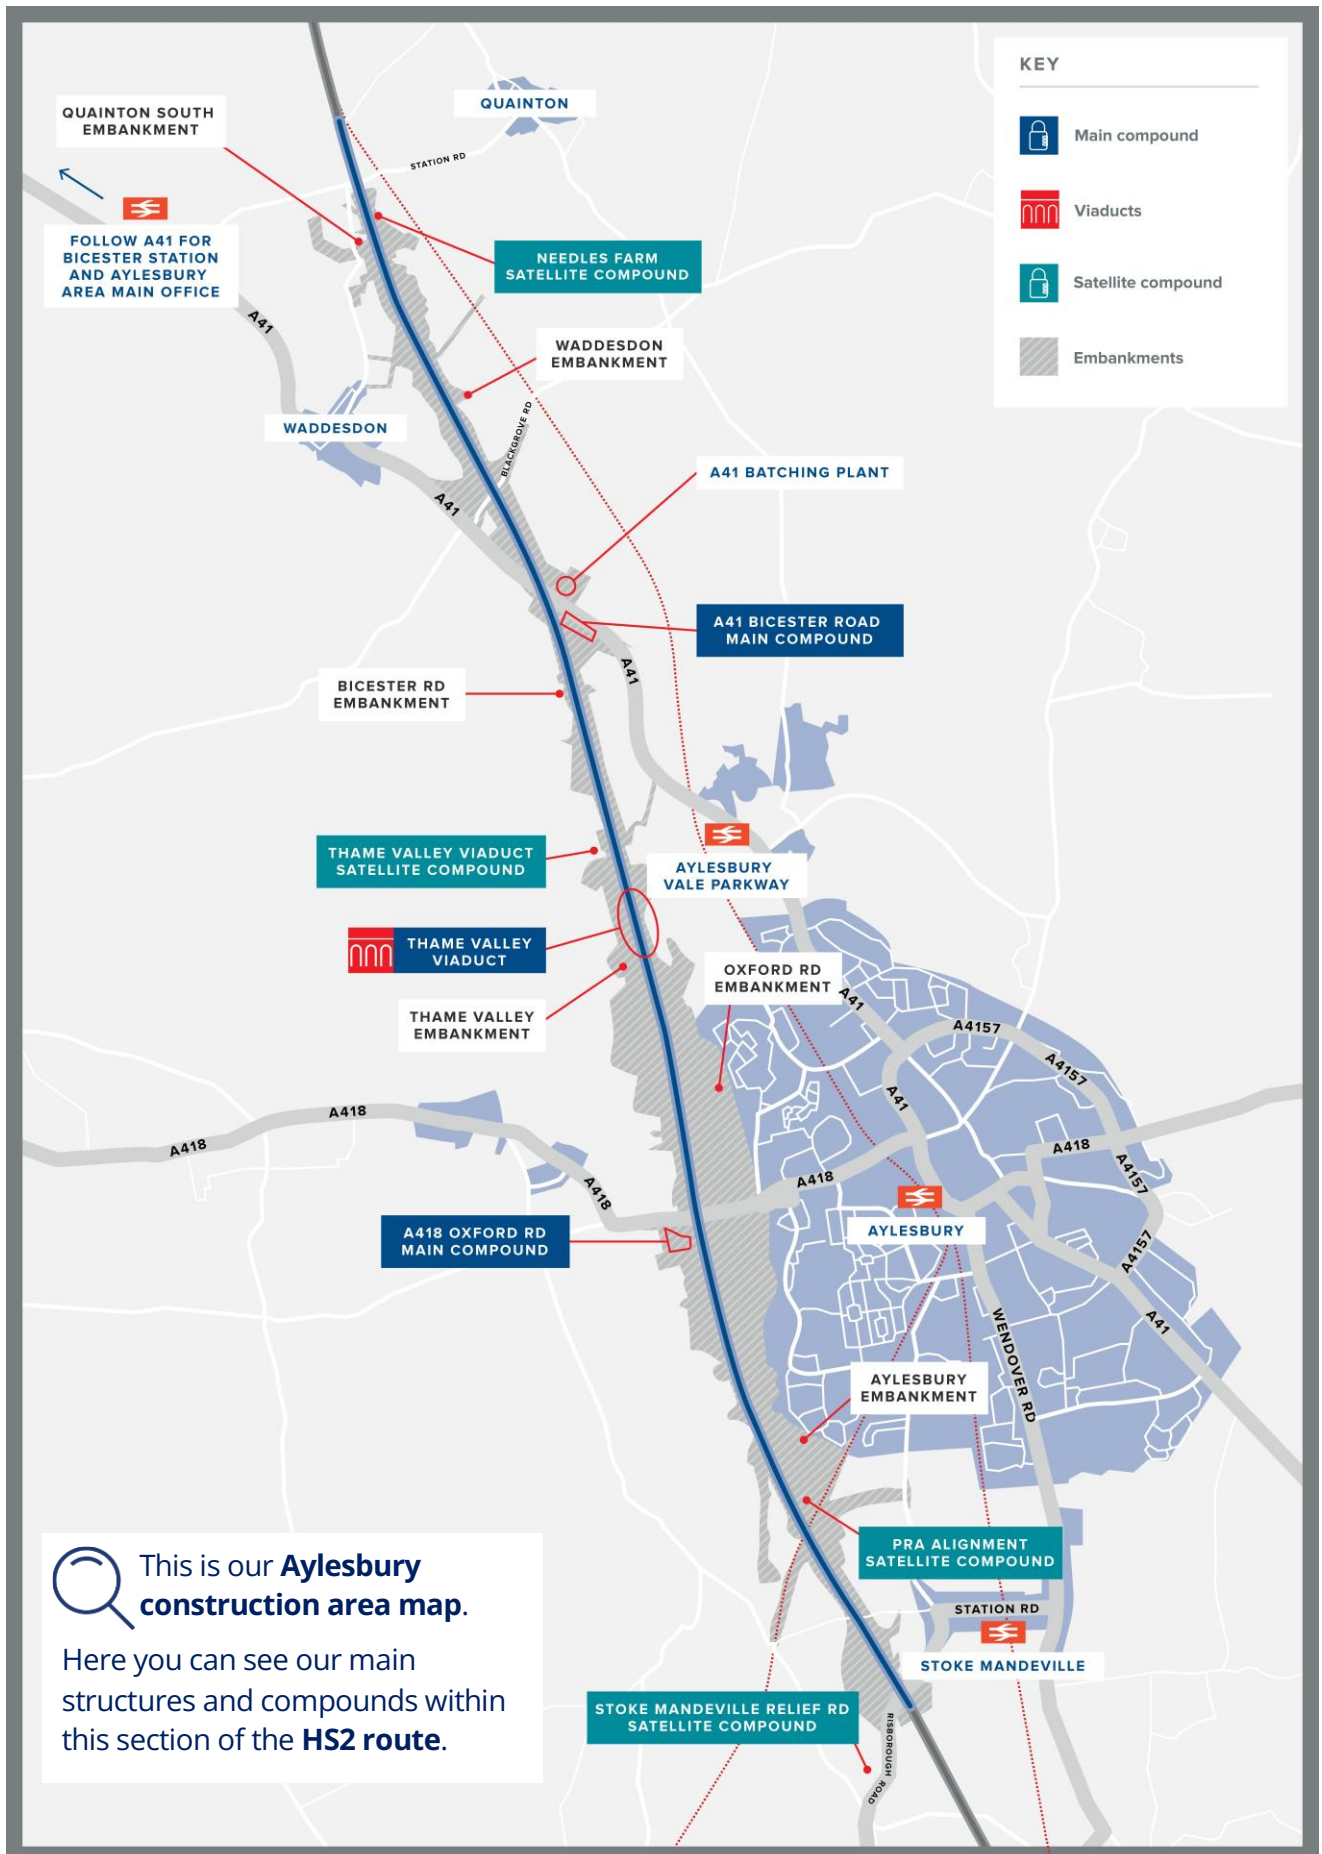 KEY
Main compound
Viaducts
Satellite compound
Embankments
QUAINTON
QUAINTON SOUTH
EMBANKMENT
STATION RD
FOLLOW A41 FOR
BICESTER STATION
AND AYLESBURY
AREA MAIN OFFICE
NEEDLES FARM
SATELLITE COMPOUND
A41
WADDESDON
EMBANKMENT
WADDESDON
BLACKGROVE RD
A41 BATCHING PLANT
A41
A41 BICESTER ROAD
MAIN COMPOUND
A41
BICESTER RD
EMBANKMENT
THAME VALLEY VIADUCT
SATELLITE COMPOUND
AYLESBURY
VALE PARKWAY
THAME VALLEY
VIADUCT
OXFORD RD
EMBANKMENT
A41
THAME VALLEY
EMBANKMENT
A4157
A4157
A41
A418
A418
A418
A4157
A418
A418
AYLESBURY
A418 OXFORD RD
MAIN COMPOUND
A4157
A41
WENDOVER RD
AYLESBURY
EMBANKMENT
PRA ALIGNMENT
SATELLITE COMPOUND
STATION RD
STOKE MANDEVILLE
STOKE MANDEVILLE RELIEF RD
SATELLITE COMPOUND
RISBOROUGH ROAD
This is our Aylesbury
construction area map.
Here you can see our main
structures and compounds within
this section of the HS2 route.